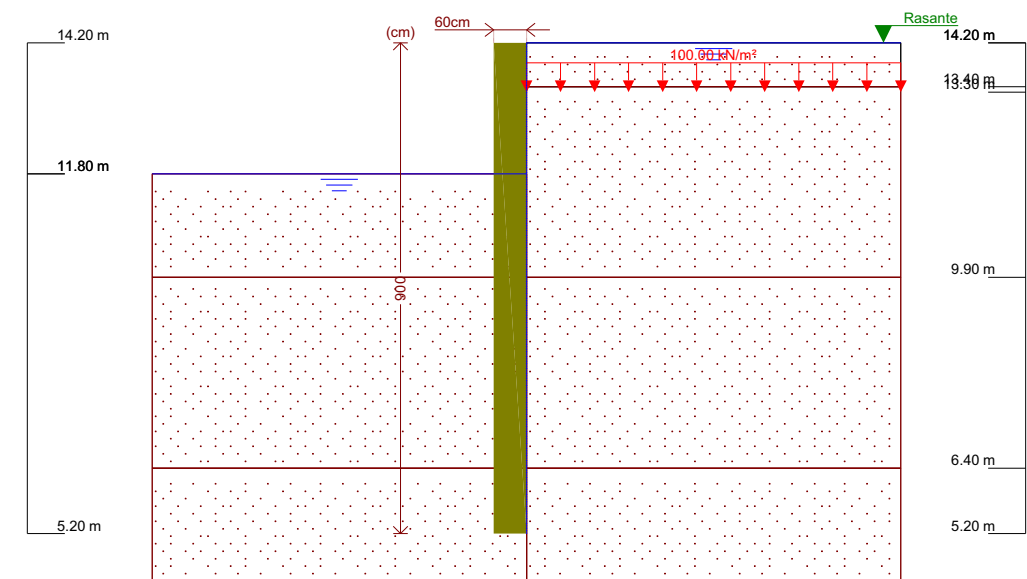 60cm
Rasante
14.20 m
(cm)
14.20 m
100.00 kN/m²
13.40 m
13.30 m
11.80 m
9.90 m
900
6.40 m
5.20 m
5.20 m